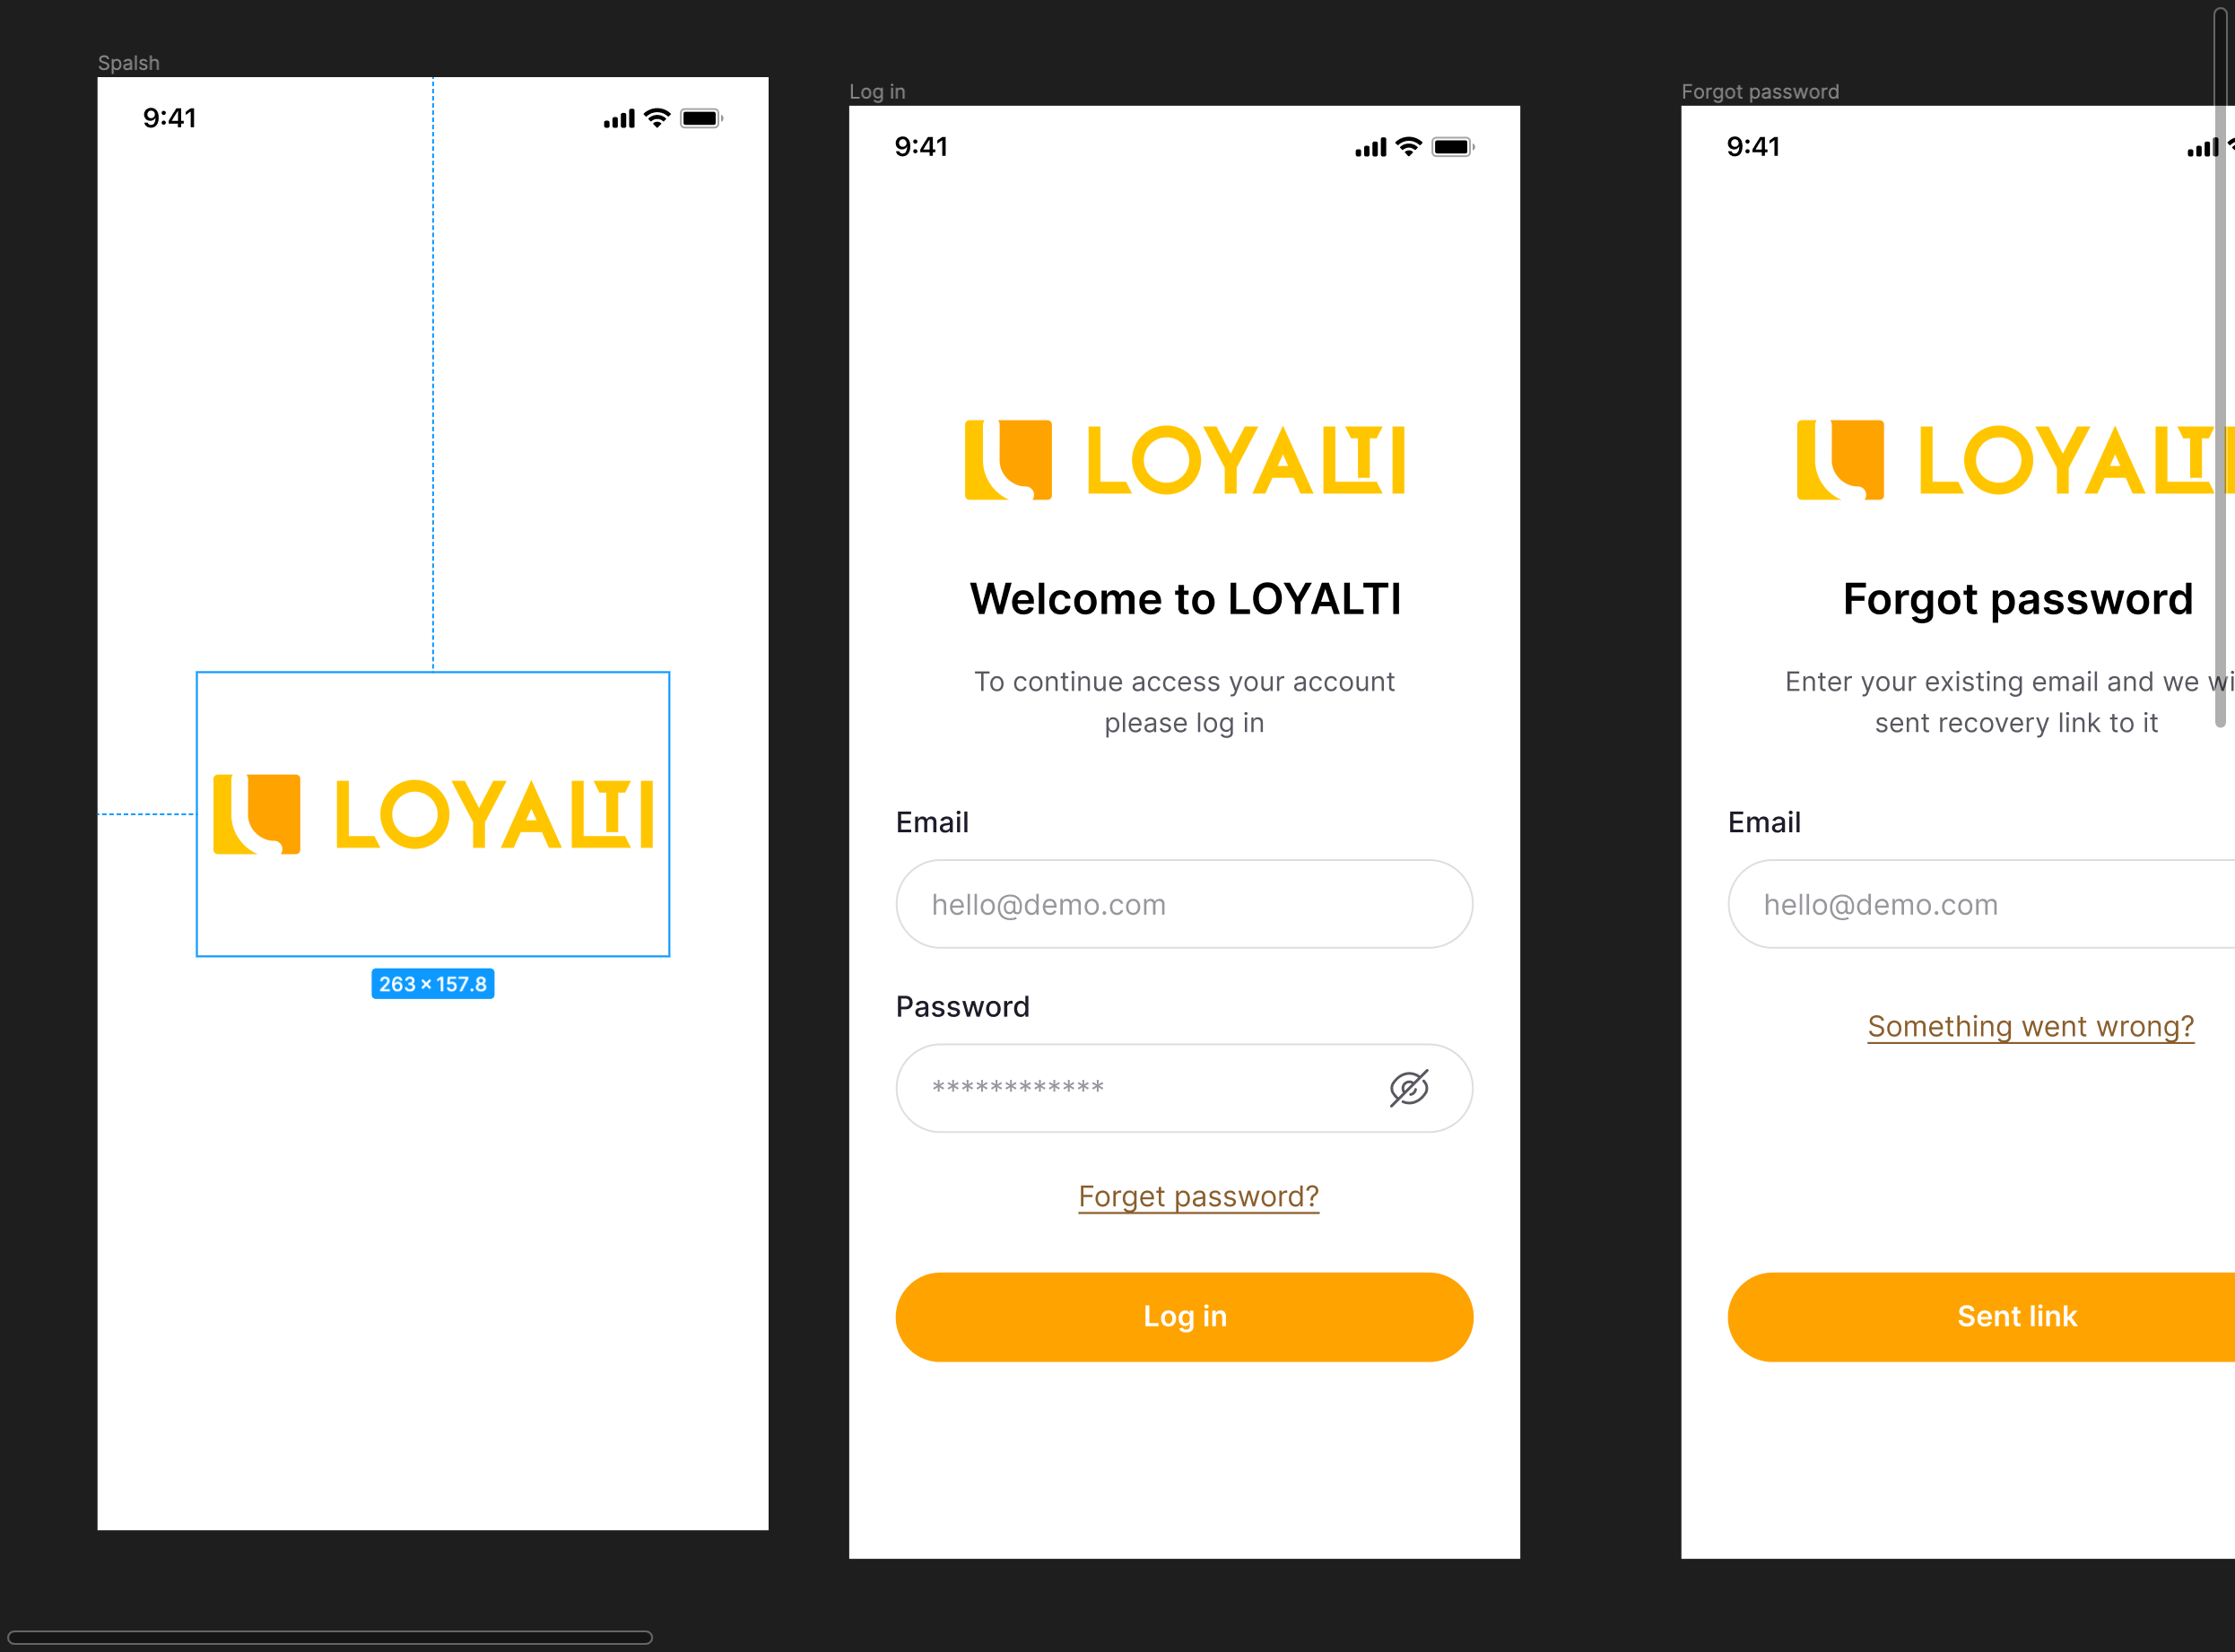 Spalsh
9:41
LOYALTI
263 × 157.8
Log in
9:41
LOYALTI
Welcome to LOYALTI
To continue access your account
please log in
Email
hello@demo.com
Password
************
Forget password?
Log in
Forgot password
9:41
LOYALTI
Forgot password
Enter your existing email and we
sent recovery link to it
Email
hello@demo.com
Something went wrong?
Sent link